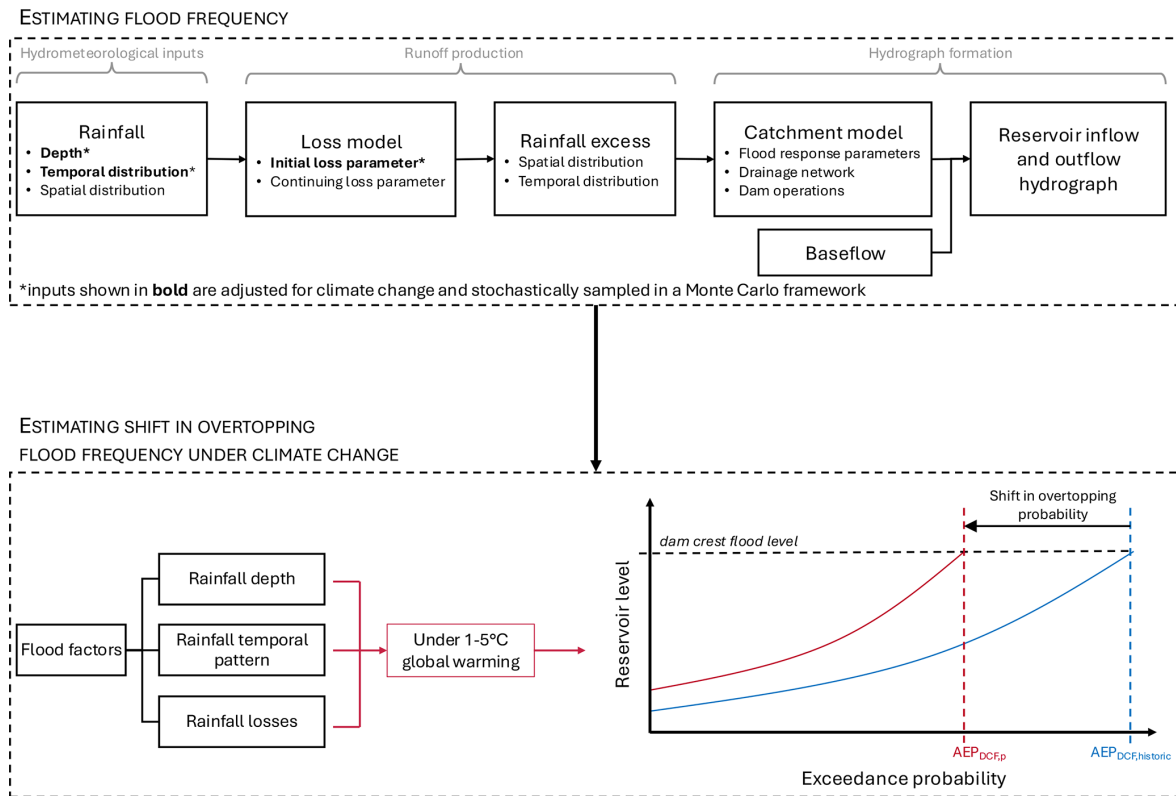 ESTIMATING FLOOD FREQUENCY
Hydrometeorological inputs
Runoff production
Hydrograph formation
Rainfall
• Depth*
• Temporal distribution*
• Spatial distribution
Loss model
• Initial loss parameter*
• Continuing loss parameter
Rainfall excess
• Spatial distribution
• Temporal distribution
Catchment model
• Flood response parameters
• Drainage network
• Dam operations
Reservoir inflow
and outflow
hydrograph
Baseflow
*inputs shown in bold are adjusted for climate change and stochastically sampled in a Monte Carlo framework
ESTIMATING SHIFT IN OVERTOPPING
FLOOD FREQUENCY UNDER CLIMATE CHANGE
Flood factors
Rainfall depth
Rainfall temporal
pattern
Rainfall losses
Under 1-5°C
global warming
Reservoir level
dam crest flood level
Shift in overtopping
probability
AEPDCF,p
AEPDCF,historic
Exceedance probability